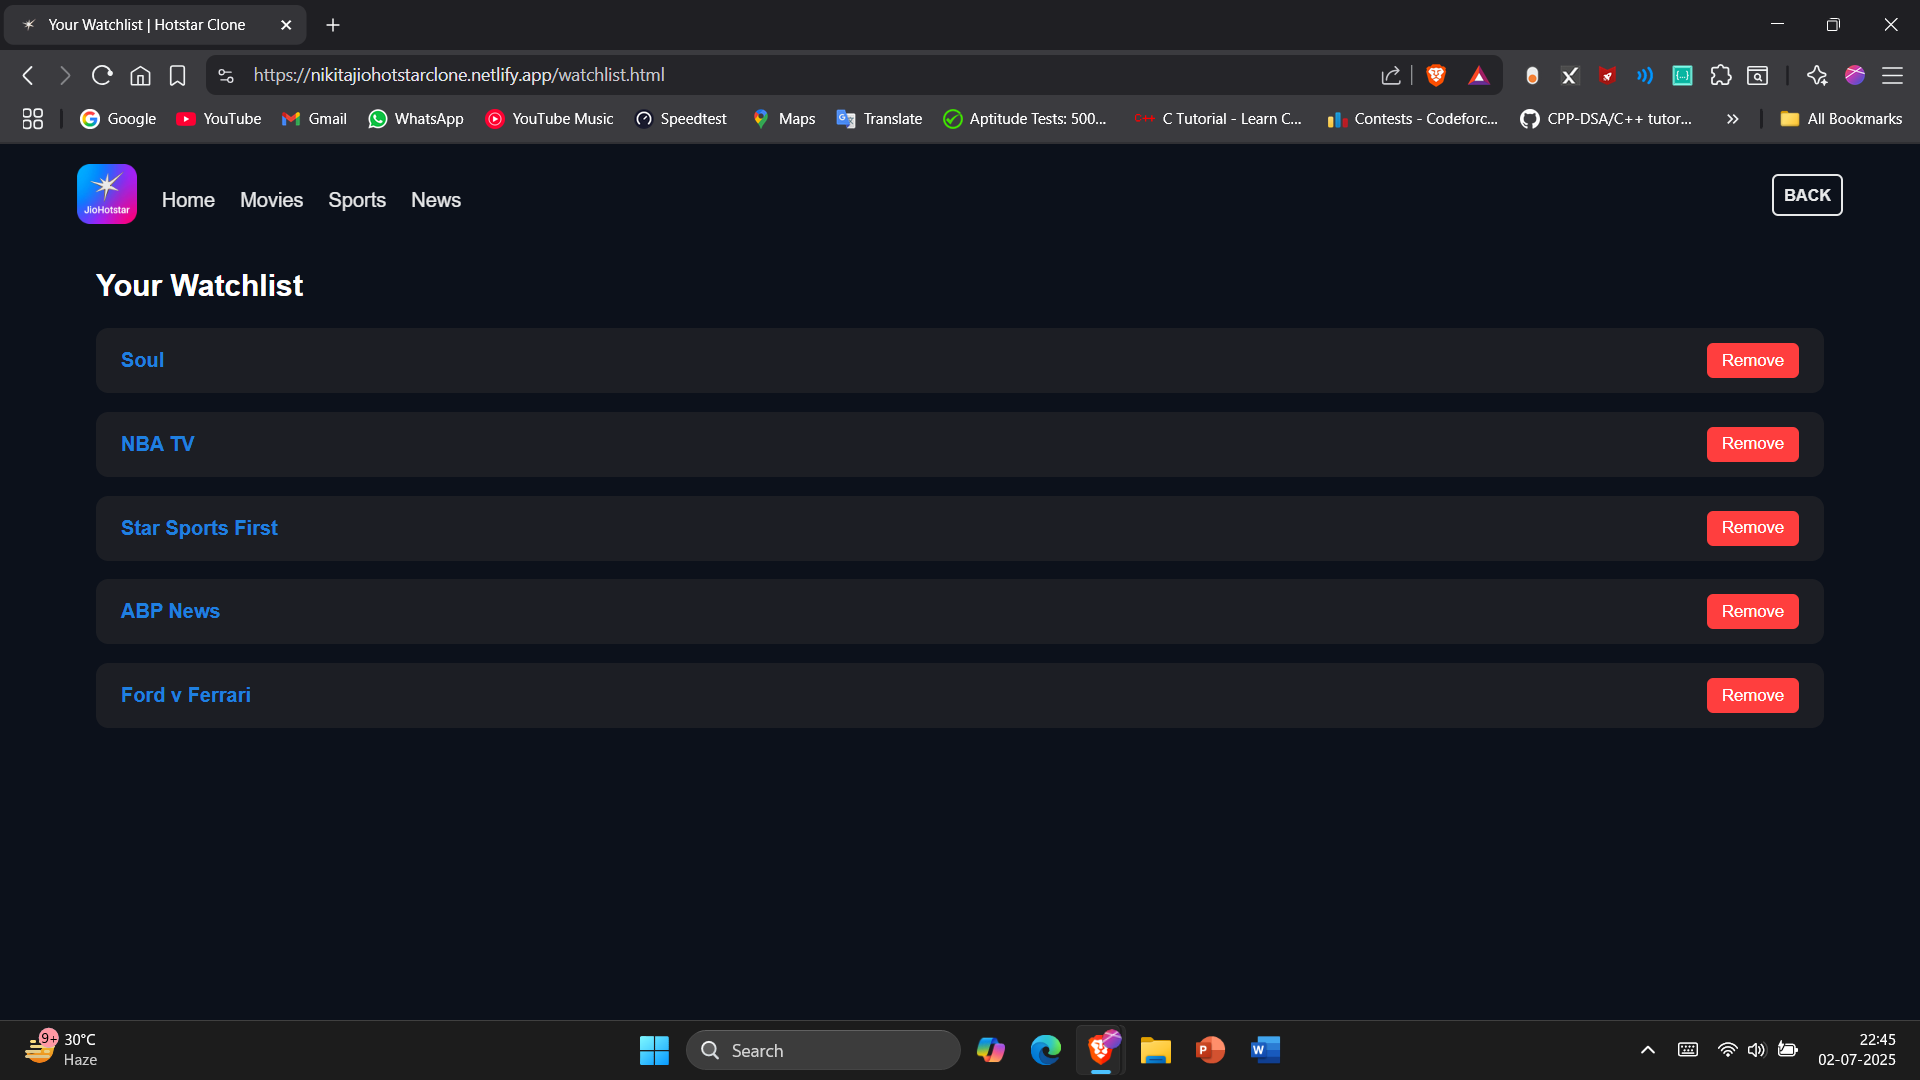 Your Watchlist | Hotstar Clone
https://nikitajiohotstarclone.netlify.app/watchlist.html
Google YouTube Gmail WhatsApp YouTube Music Speedtest Maps Translate Aptitude Tests: 500... C++ C Tutorial - Learn C... Contests - Codeforc... CPP-DSA/C++ tutor... » All Bookmarks
JioHotstar Home Movies Sports News BACK
Your Watchlist
Soul Remove
NBA TV Remove
Star Sports First Remove
ABP News Remove
Ford v Ferrari Remove
9+ 30°C
Haze
Search
22:45
02-07-2025